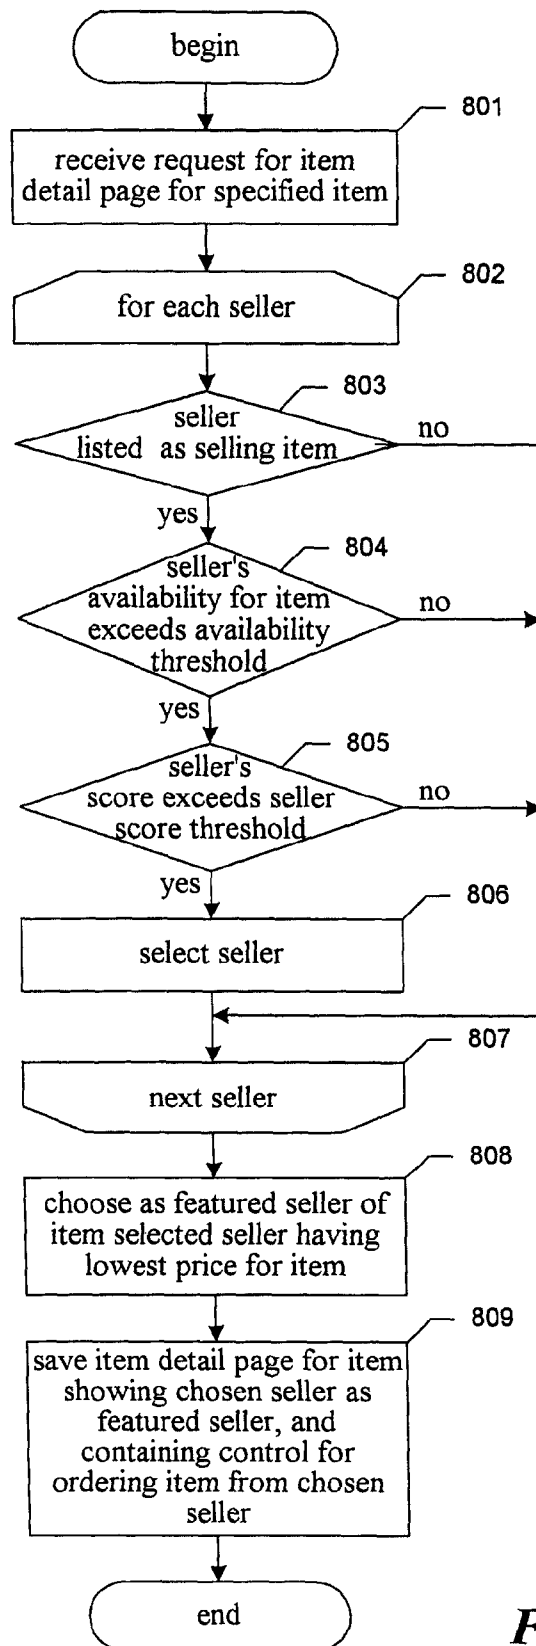 begin
801
receive request for item
detail page for specified item
802
for each seller
803
seller
listed as selling item
no
yes
804
seller's
availability for item
exceeds availability
threshold
no
yes
805
seller's
score exceeds seller
score threshold
no
yes
806
select seller
807
next seller
808
choose as featured seller of
item selected seller having
lowest price for item
809
save item detail page for item
showing chosen seller as
featured seller, and
containing control for
ordering item from chosen
seller
end
F